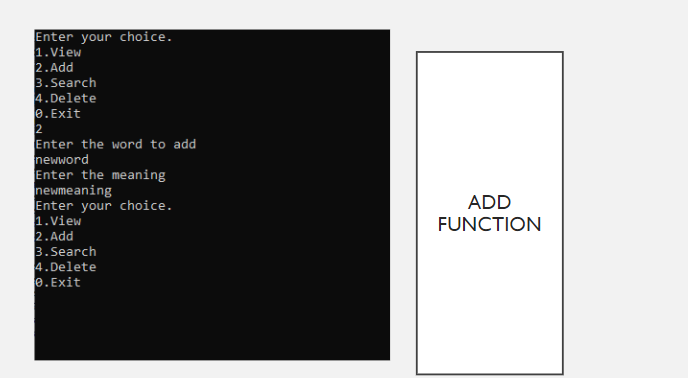 Enter your choice.
1.View
2.Add
3.Search
4.Delete
0.Exit
2
Enter the word to add
newword
Enter the meaning
newmeaning
Enter your choice.
1.View
2.Add
3.Search
4.Delete
0.Exit
ADD
FUNCTION